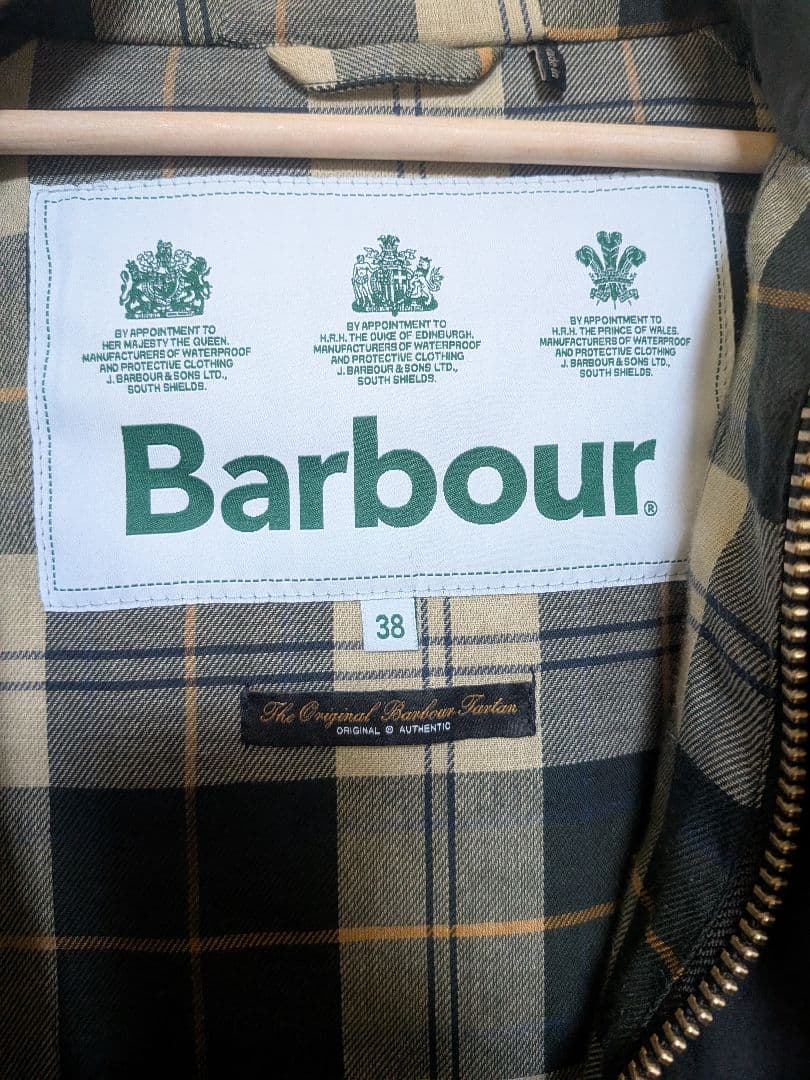 BY APPOINTMENT TO
HER MAJESTY THE QUEEN.
MANUFACTURERS OF WATERPROOF
AND PROTECTIVE CLOTHING
J. BARBOUR & SONS LTD.,
SOUTH SHIELDS.
BY APPOINTMENT TO
H.R.H. THE DUKE OF EDINBURGH.
MANUFACTURERS OF WATERPROOF
AND PROTECTIVE CLOTHING
J. BARBOUR & SONS LTD.,
SOUTH SHIELDS.
BY APPOINTMENT TO
H.R.H. THE PRINCE OF WALES.
MANUFACTURERS OF WATERPROOF
AND PROTECTIVE CLOTHING
J. BARBOUR & SONS LTD.,
SOUTH SHIELDS.
Barbour®
38
The Original Barbour Tartan
ORIGINAL © AUTHENTIC